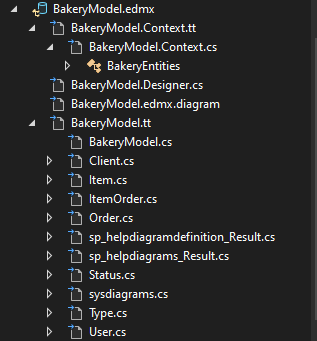 BakeryModel.edmx
BakeryModel.Context.tt
BakeryModel.Context.cs
BakeryEntities
BakeryModel.Designer.cs
BakeryModel.edmx.diagram
BakeryModel.tt
BakeryModel.cs
Client.cs
Item.cs
ItemOrder.cs
Order.cs
sp_helpdiagramdefinition_Result.cs
sp_helpdiagrams_Result.cs
Status.cs
sysdiagrams.cs
Type.cs
User.cs